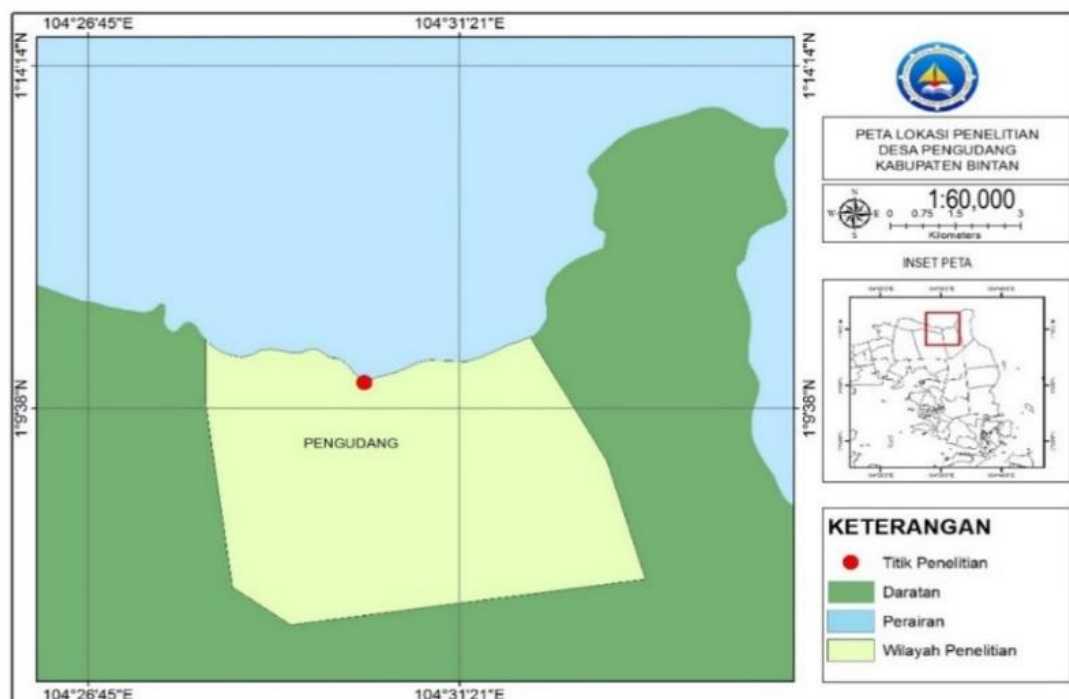 104°26'45"E 104°31'21"E
1°14'14"N
1°14'14"N
1°9'38"N
1°9'38"N
PENGUDANG
104°26'45"E 104°31'21"E
PETA LOKASI PENELITIAN
DESA PENGUDANG
KABUPATEN BINTAN
N
W E
S
1:60,000
0 0.75 1.5 3
Kilometers
INSET PETA
KETERANGAN
Titik Penelitian
Daratan
Perairan
Wilayah Penelitian